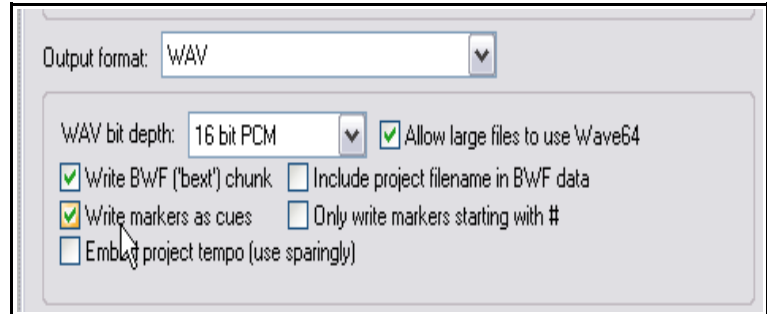 Output format: WAV
WAV bit depth: 16 bit PCM Allow large files to use Wave64
Write BWF ('bext') chunk Include project filename in BWF data
Write markers as cues Only write markers starting with #
Embed project tempo (use sparingly)